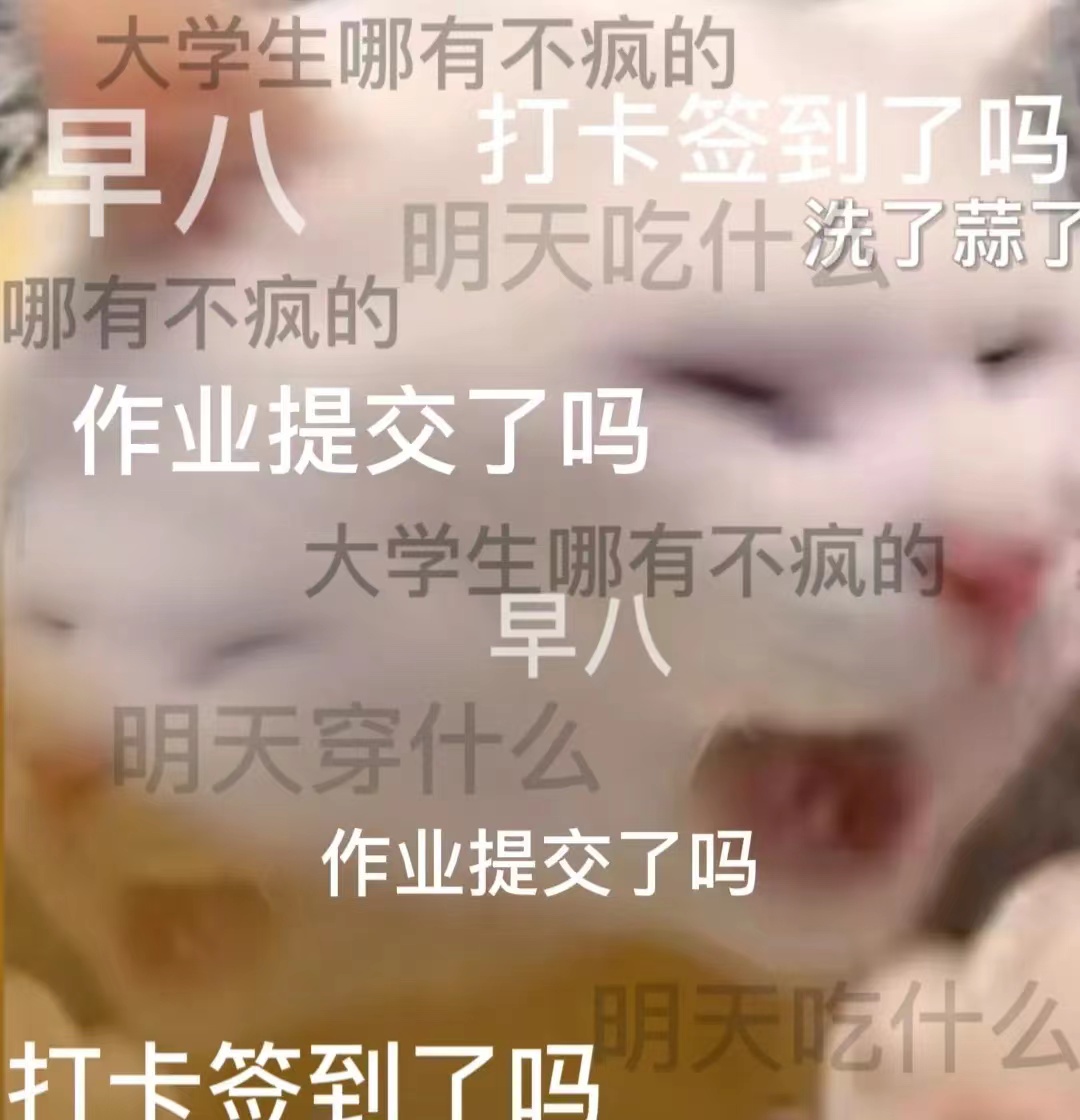 大学生哪有不疯的
早八
打卡签到了吗
明天吃什么
洗了蒜了
哪有不疯的
作业提交了吗
大学生哪有不疯的
早八
明天穿什么
作业提交了吗
明天吃什么
打卡签到了吗